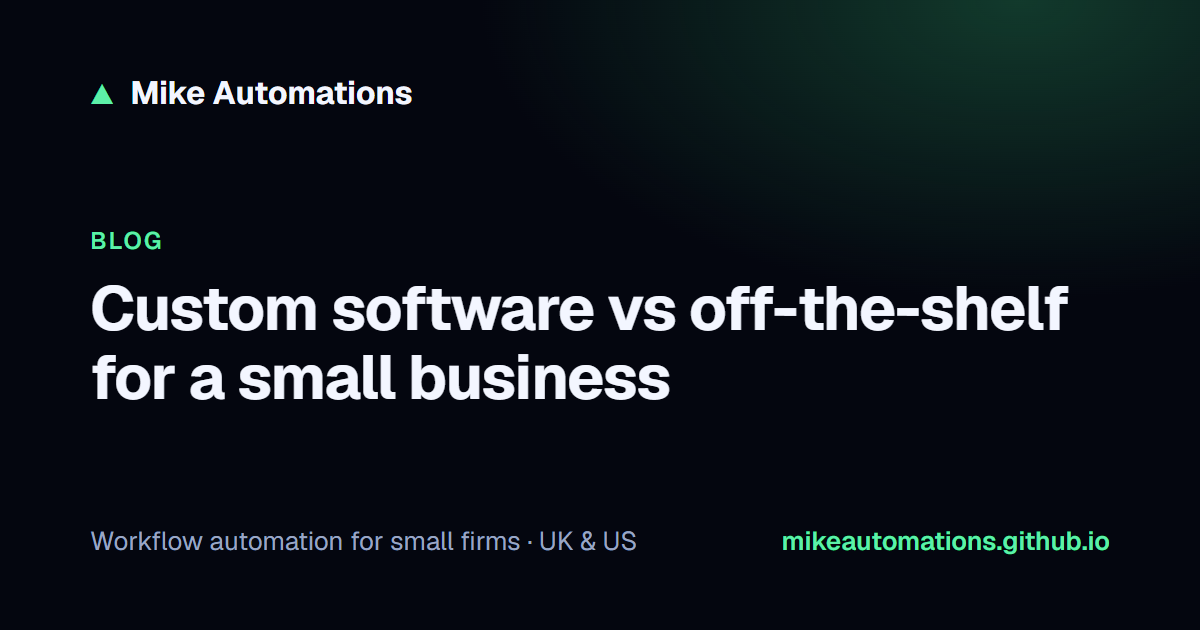 Mike Automations
BLOG
Custom software vs off-the-shelf
for a small business
Workflow automation for small firms · UK & US
mikeautomations.github.io